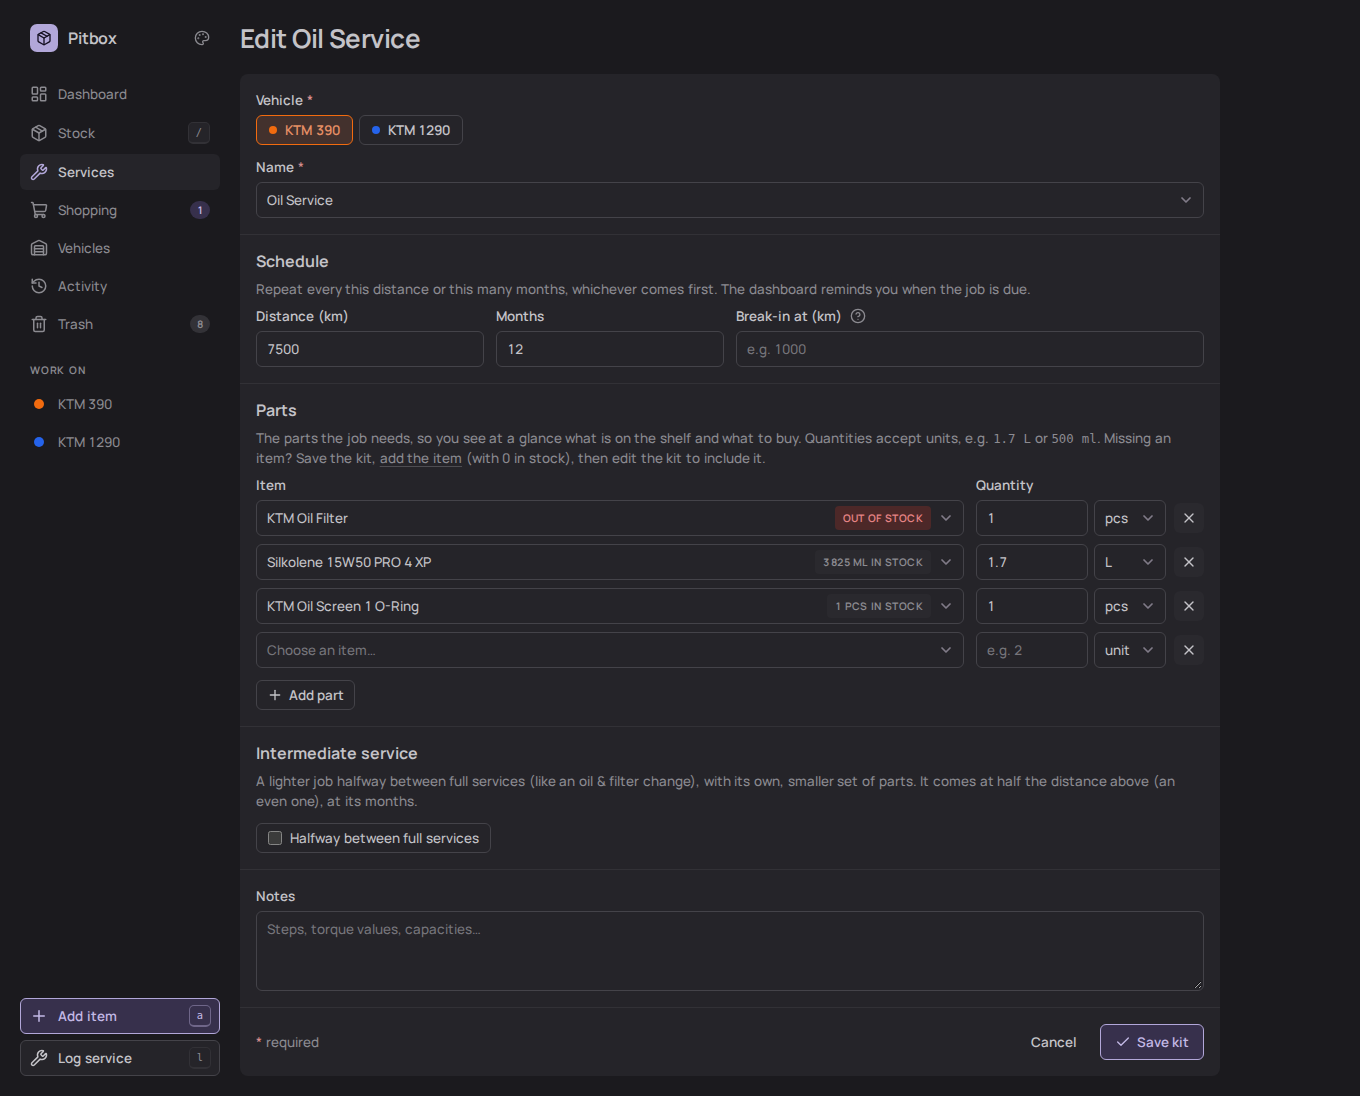 Pitbox
Edit Oil Service
Dashboard
Stock /
Services
Shopping 1
Vehicles
Activity
Trash 8
WORK ON
KTM 390
KTM 1290
Add item a
Log service l
Vehicle *
KTM 390 KTM 1290
Name *
Oil Service
Schedule
Repeat every this distance or this many months, whichever comes first. The dashboard reminds you when the job is due.
Distance (km) Months Break-in at (km) ?
7500 12 e.g. 1000
Parts
The parts the job needs, so you see at a glance what is on the shelf and what to buy. Quantities accept units, e.g. 1.7 L or 500 ml. Missing an
item? Save the kit, add the item (with 0 in stock), then edit the kit to include it.
Item Quantity
KTM Oil Filter OUT OF STOCK 1 pcs
Silkolene 15W50 PRO 4 XP 3 825 ML IN STOCK 1.7 L
KTM Oil Screen 1 O-Ring 1 PCS IN STOCK 1 pcs
Choose an item... e.g. 2 unit
Add part
Intermediate service
A lighter job halfway between full services (like an oil & filter change), with its own, smaller set of parts. It comes at half the distance above (an
even one), at its months.
Halfway between full services
Notes
Steps, torque values, capacities...
* required Cancel Save kit